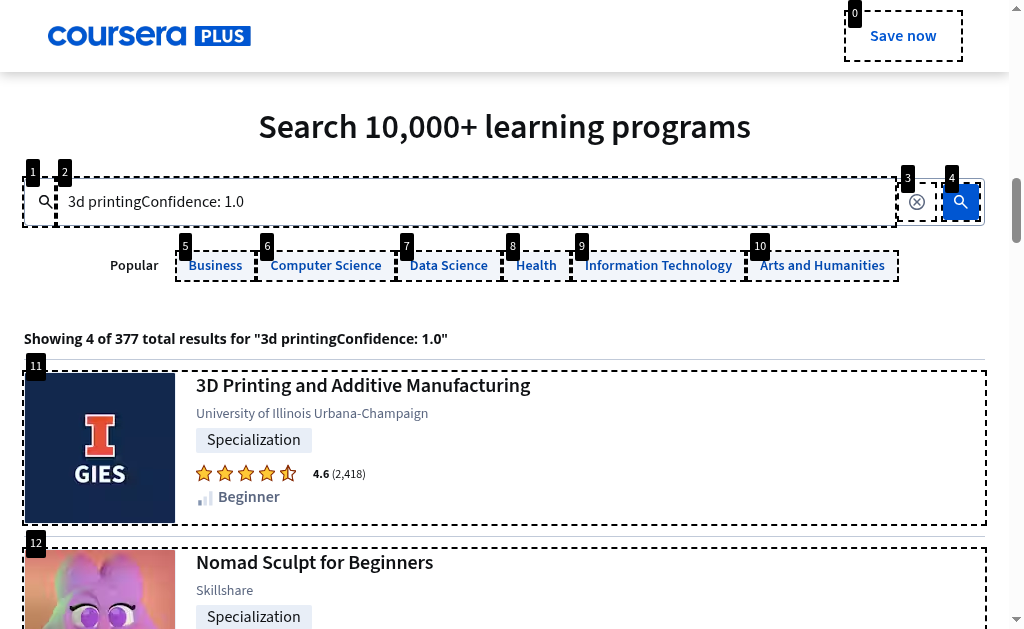 coursera PLUS
0
Save now
Search 10,000+ learning programs
1
2
3
4
3d printingConfidence: 1.0
5
6
7
8
9
10
Popular
Business
Computer Science
Data Science
Health
Information Technology
Arts and Humanities
Showing 4 of 377 total results for "3d printingConfidence: 1.0"
11
3D Printing and Additive Manufacturing
University of Illinois Urbana-Champaign
Specialization
4.6 (2,418)
Beginner
I
GIES
12
Nomad Sculpt for Beginners
Skillshare
Specialization